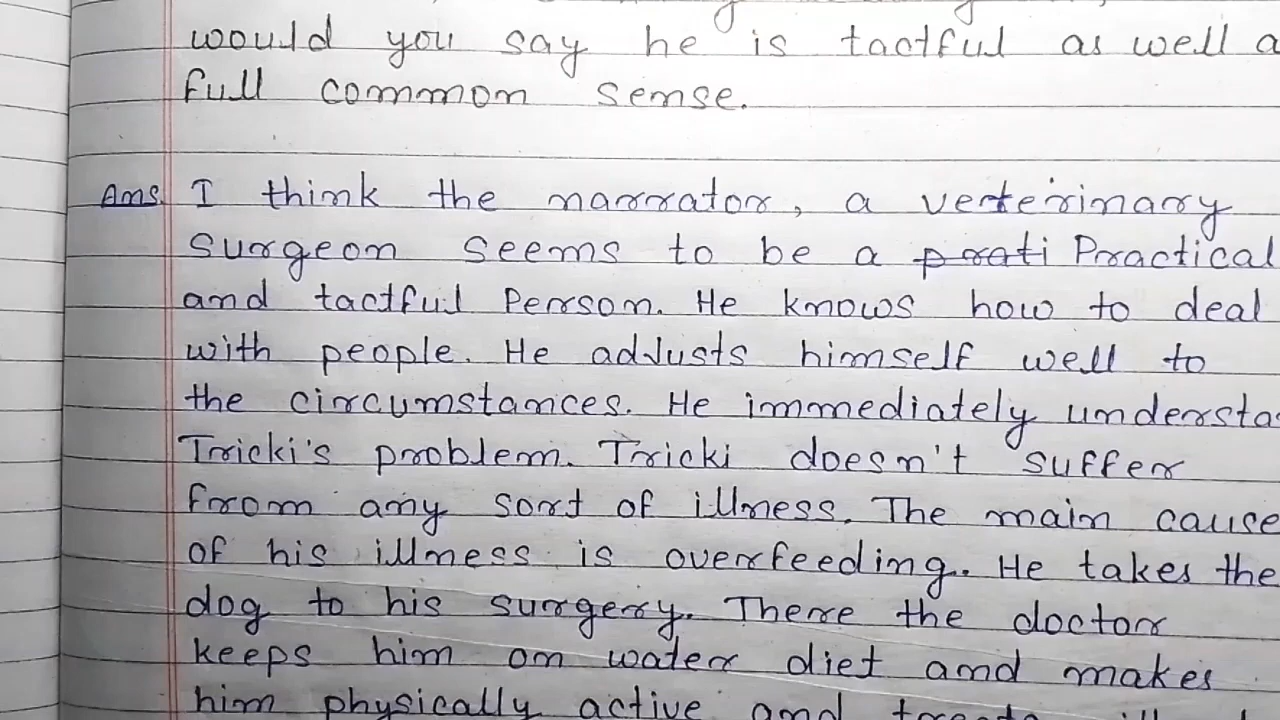 would you say he is tactful as well a
full common sense.
Ans. I think the narrator, a veterinary
surgeon seems to be a prati Practical
and tactful Person. He knows how to deal
with people. He adjusts himself well to
the circumstances. He immediately understa
Tricki's problem. Tricki doesn't suffer
from any sort of illness. The main cause
of his illness is overfeeding. He takes the
dog to his surgery. There the doctor
keeps him on water diet and makes
him physically active and